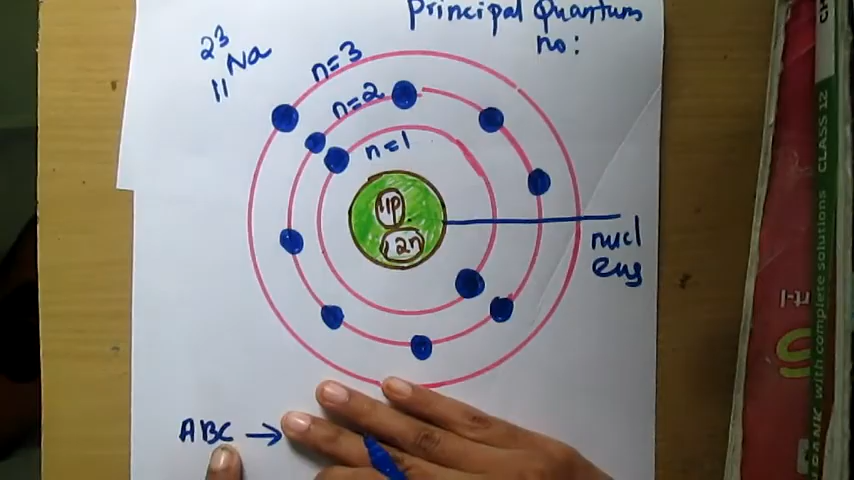 Principal Quantum
no:
23
Na
11
n=3
n=2
n=1
11p
12n
nucl
eus
ABC →
CLASS 12
BANK with complete solutions